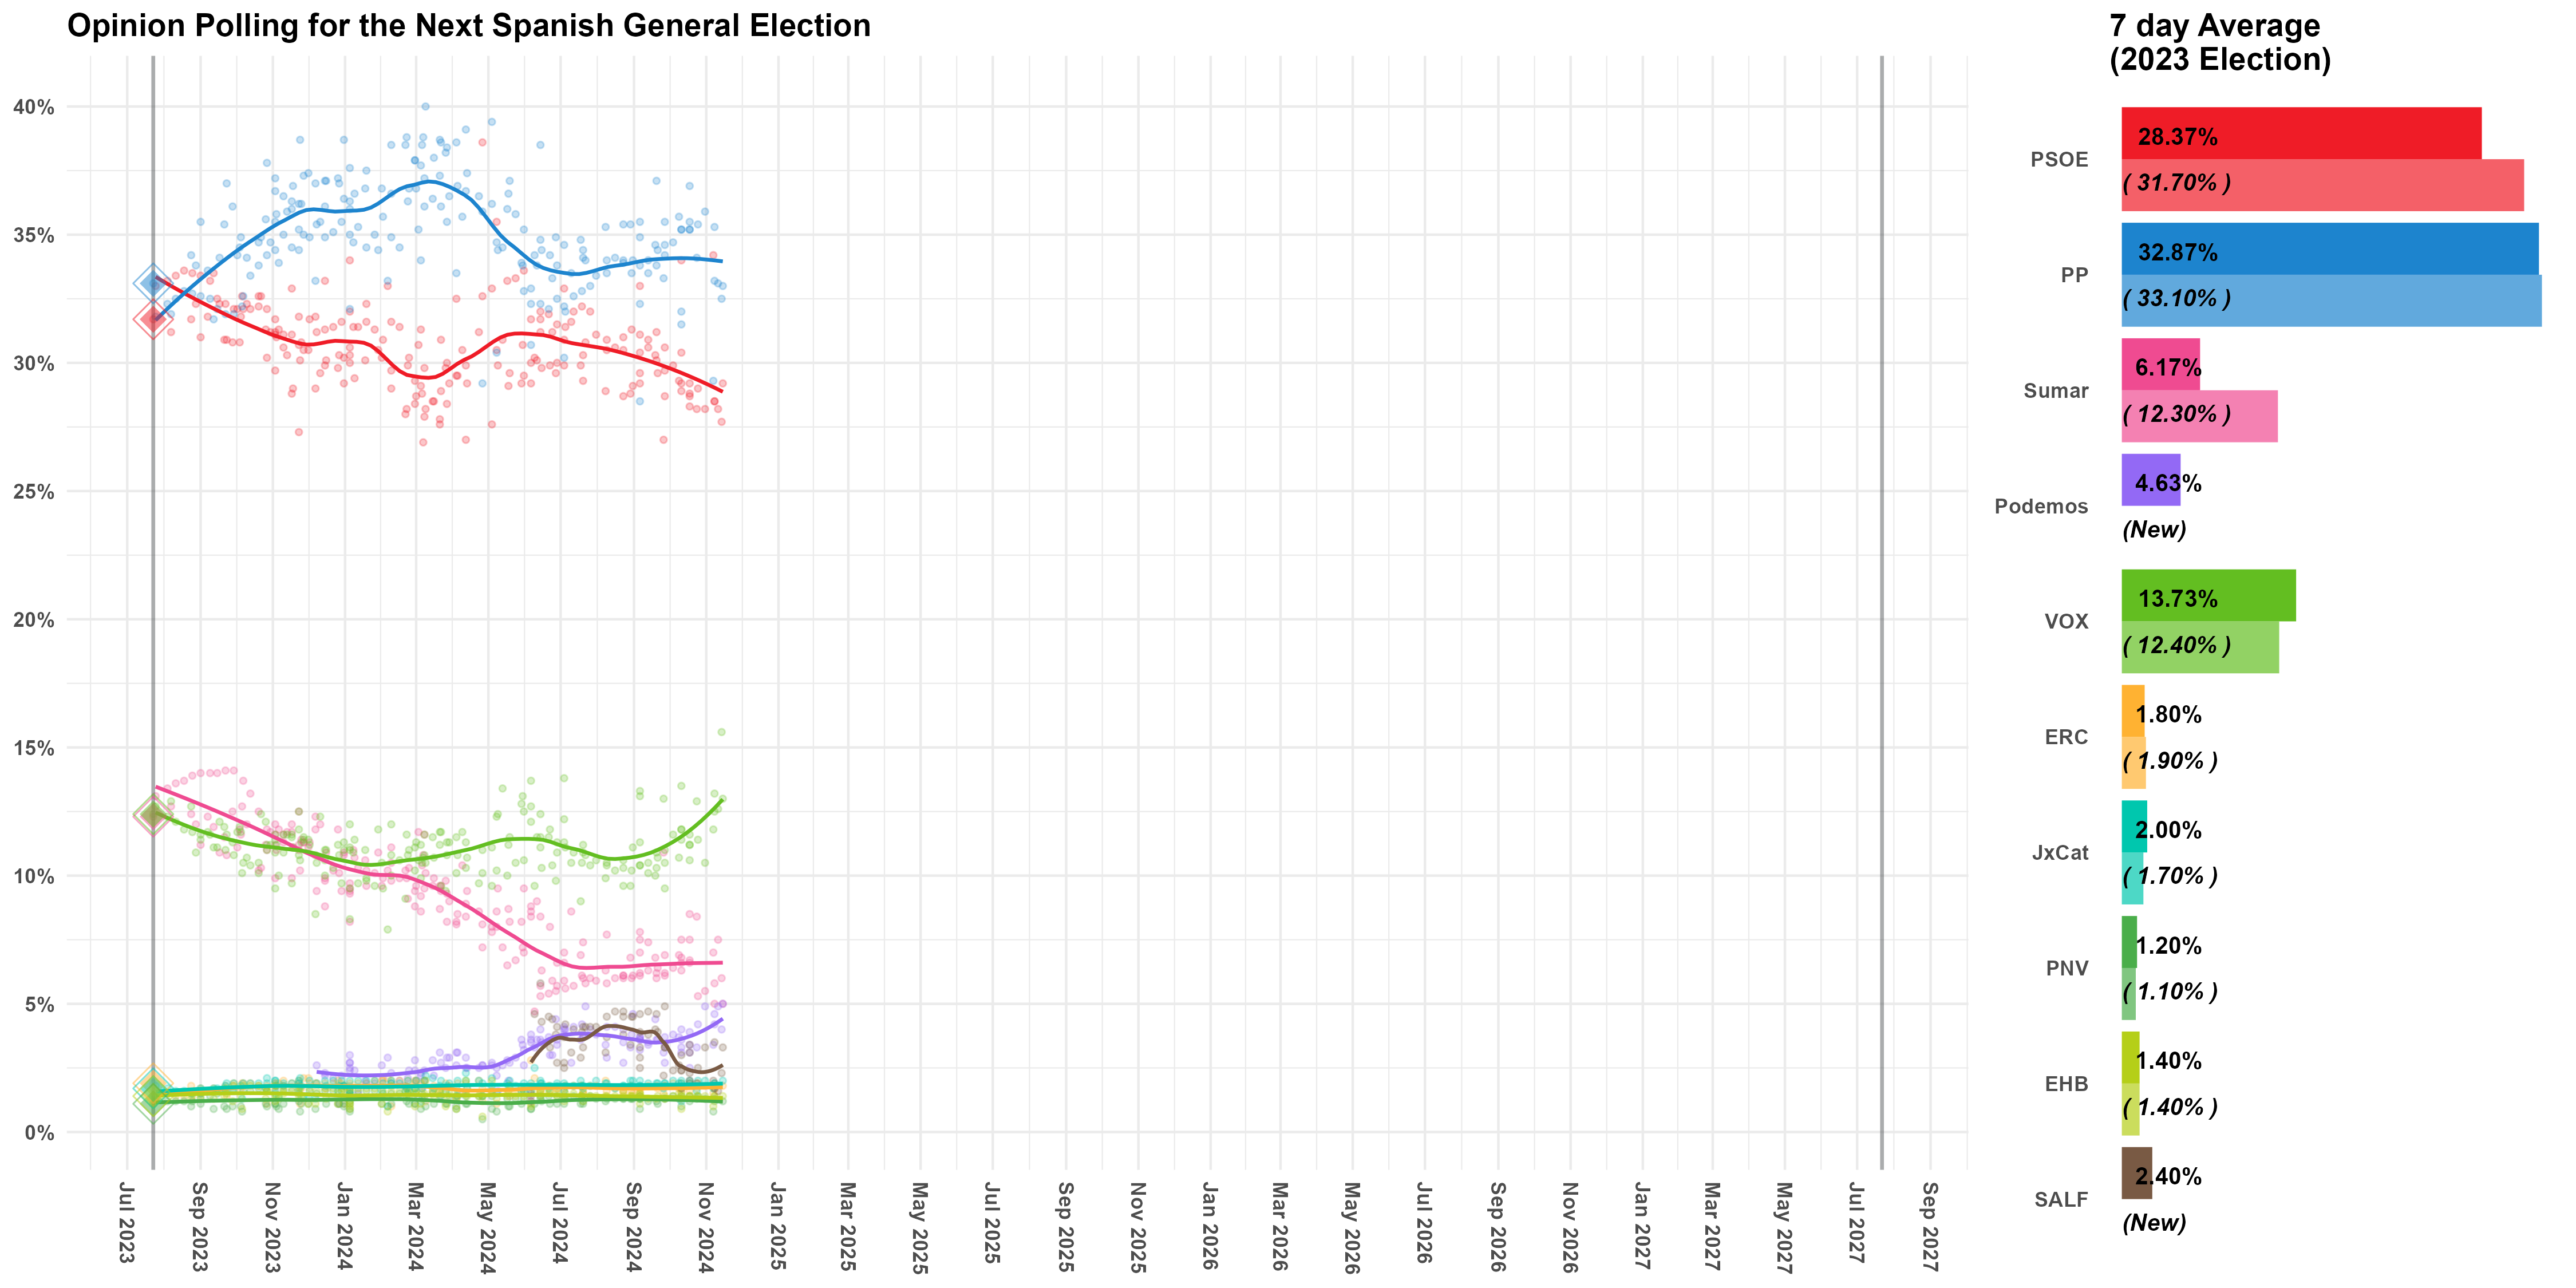 Opinion Polling for the Next Spanish General Election
7 day Average
(2023 Election)
40%
35%
30%
25%
20%
15%
10%
5%
0%
Jul 2023
Sep 2023
Nov 2023
Jan 2024
Mar 2024
May 2024
Jul 2024
Sep 2024
Nov 2024
Jan 2025
Mar 2025
May 2025
Jul 2025
Sep 2025
Nov 2025
Jan 2026
Mar 2026
May 2026
Jul 2026
Sep 2026
Nov 2026
Jan 2027
Mar 2027
May 2027
Jul 2027
Sep 2027
PSOE
28.37%
( 31.70% )
PP
32.87%
( 33.10% )
Sumar
6.17%
( 12.30% )
Podemos
4.63%
(New)
VOX
13.73%
( 12.40% )
ERC
1.80%
( 1.90% )
JxCat
2.00%
( 1.70% )
PNV
1.20%
( 1.10% )
EHB
1.40%
( 1.40% )
SALF
2.40%
(New)